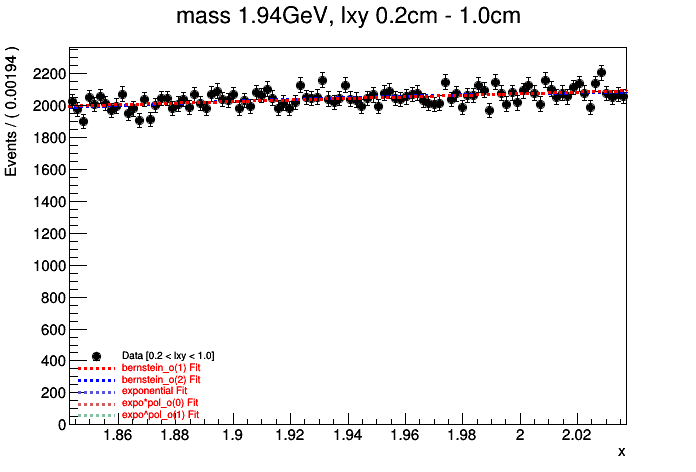 mass 1.94GeV, lxy 0.2cm - 1.0cm
Events / ( 0.00194 )
2200
2000
1800
1600
1400
1200
1000
800
600
400
200
0
Data [0.2 < lxy < 1.0]
bernstein_o(1) Fit
bernstein_o(2) Fit
exponential Fit
expo*pol_o(0) Fit
expo*pol_o(1) Fit
1.86 1.88 1.9 1.92 1.94 1.96 1.98 2 2.02
x